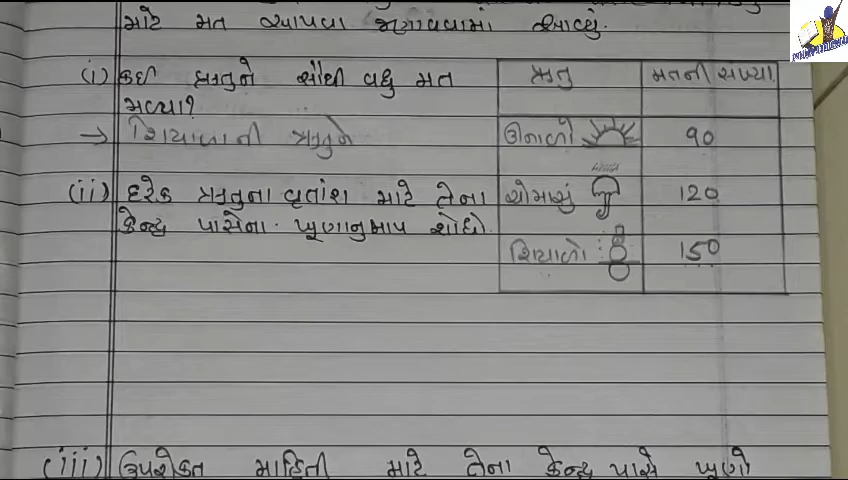 માટે મત આપવા જણાવવામાં આવ્યું.
(i) કઈ ઋતુને સૌથી વધુ મત
મળ્યા?
→ શિયાળાની ઋતુને
(ii) દરેક ઋતુના વૃતાંશ માટે તેના
કેન્દ્ર પાસેના ખૂણાનુ માપ શોધો.
ઋતુ મતની સંખ્યા
ઊનાળો 90
ચોમાસું 120
શિયાળો 150
(iii) ઉપરોક્ત માહિતી માટે તેના કેન્દ્ર પાસે ખૂણો